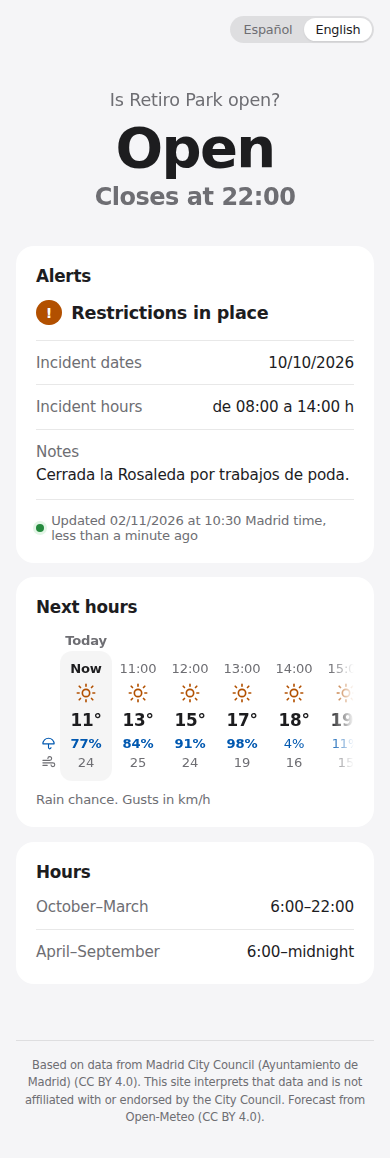 Español English
Is Retiro Park open?
Open
Closes at 22:00
Alerts
! Restrictions in place
Incident dates 10/10/2026
Incident hours de 08:00 a 14:00 h
Notes
Cerrada la Rosaleda por trabajos de poda.
Updated 02/11/2026 at 10:30 Madrid time,
less than a minute ago
Next hours
Today
Now 11:00 12:00 13:00 14:00
11° 13° 15° 17° 18°
77% 84% 91% 98% 4%
24 25 24 19 16
Rain chance. Gusts in km/h
Hours
October–March 6:00–22:00
April–September 6:00–midnight
Based on data from Madrid City Council (Ayuntamiento de
Madrid) (CC BY 4.0). This site interprets that data and is not
affiliated with or endorsed by the City Council. Forecast from
Open-Meteo (CC BY 4.0).